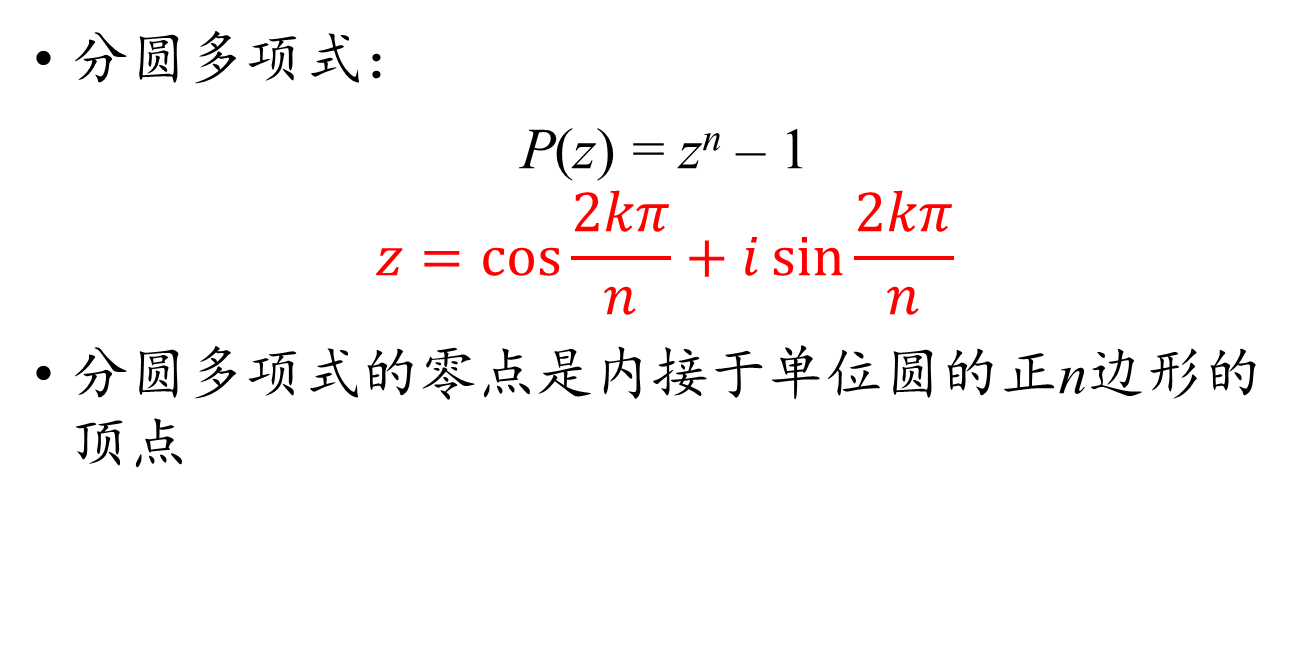 • 分圆多项式：
P(z) = zⁿ – 1
z = cos 2kπ/n + i sin 2kπ/n
• 分圆多项式的零点是内接于单位圆的正n边形的
顶点